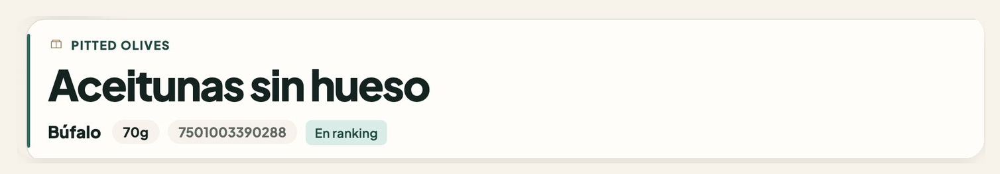 PITTED OLIVES
Aceitunas sin hueso
Búfalo 70g 7501003390288 En ranking